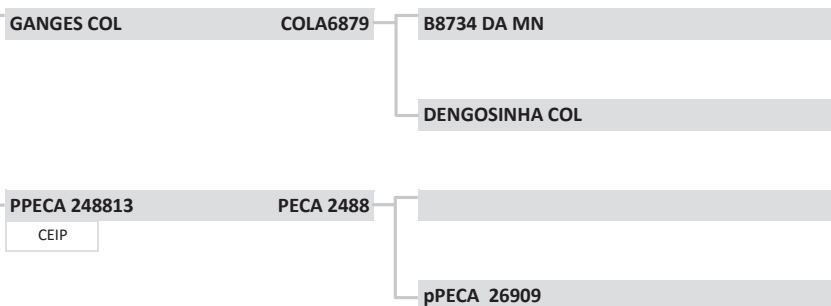 GANGES COL COLA6879 B8734 DA MN
DENGOSINHA COL
PPECA 248813 PECA 2488
CEIP
pPECA 26909